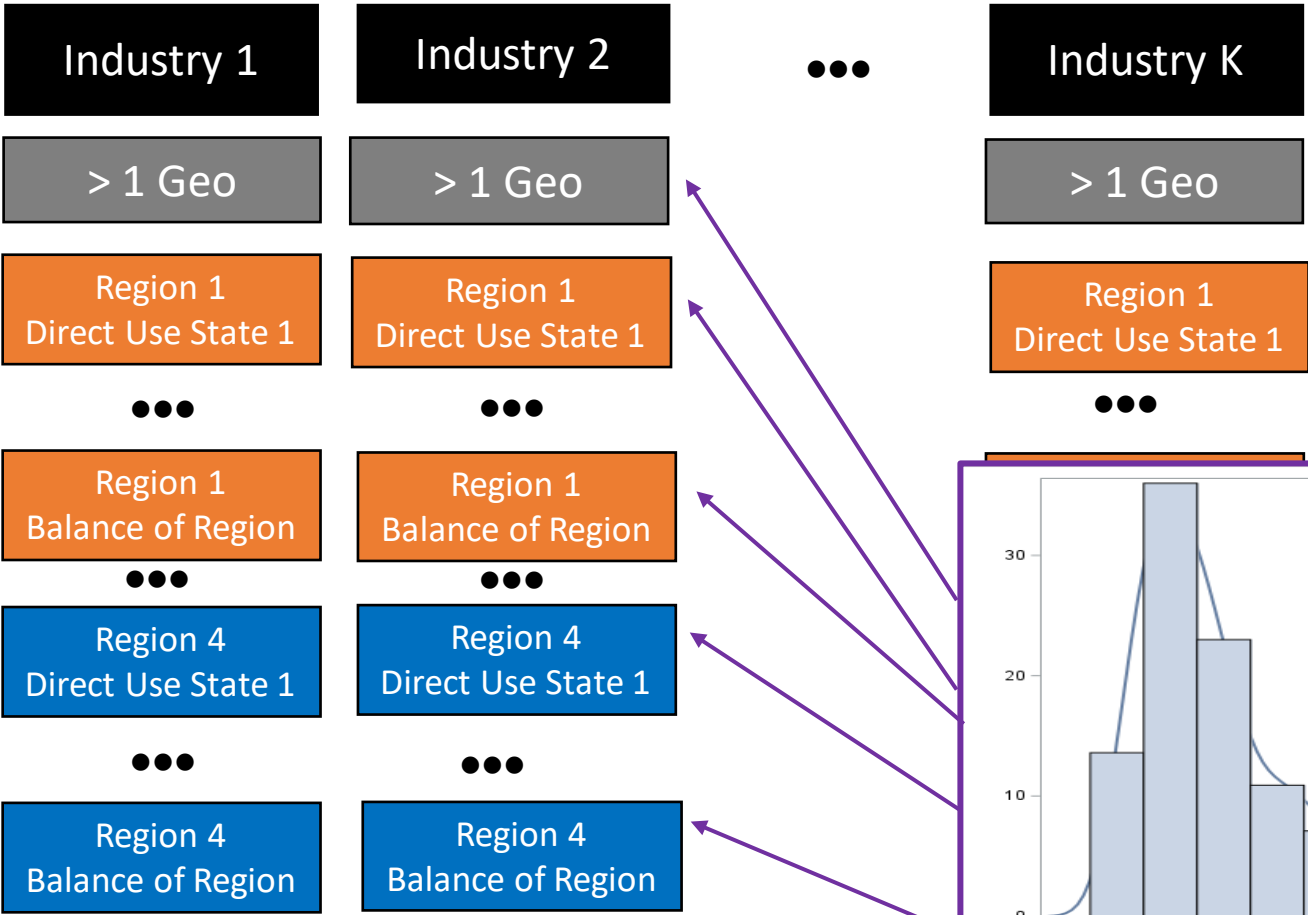 Industry 1
Industry 2
•••
Industry K
> 1 Geo
> 1 Geo
> 1 Geo
Region 1
Direct Use State 1
Region 1
Direct Use State 1
Region 1
Direct Use State 1
•••
•••
•••
Region 1
Balance of Region
Region 1
Balance of Region
•••
•••
Region 4
Direct Use State 1
Region 4
Direct Use State 1
•••
•••
Region 4
Balance of Region
Region 4
Balance of Region
30
20
10
0